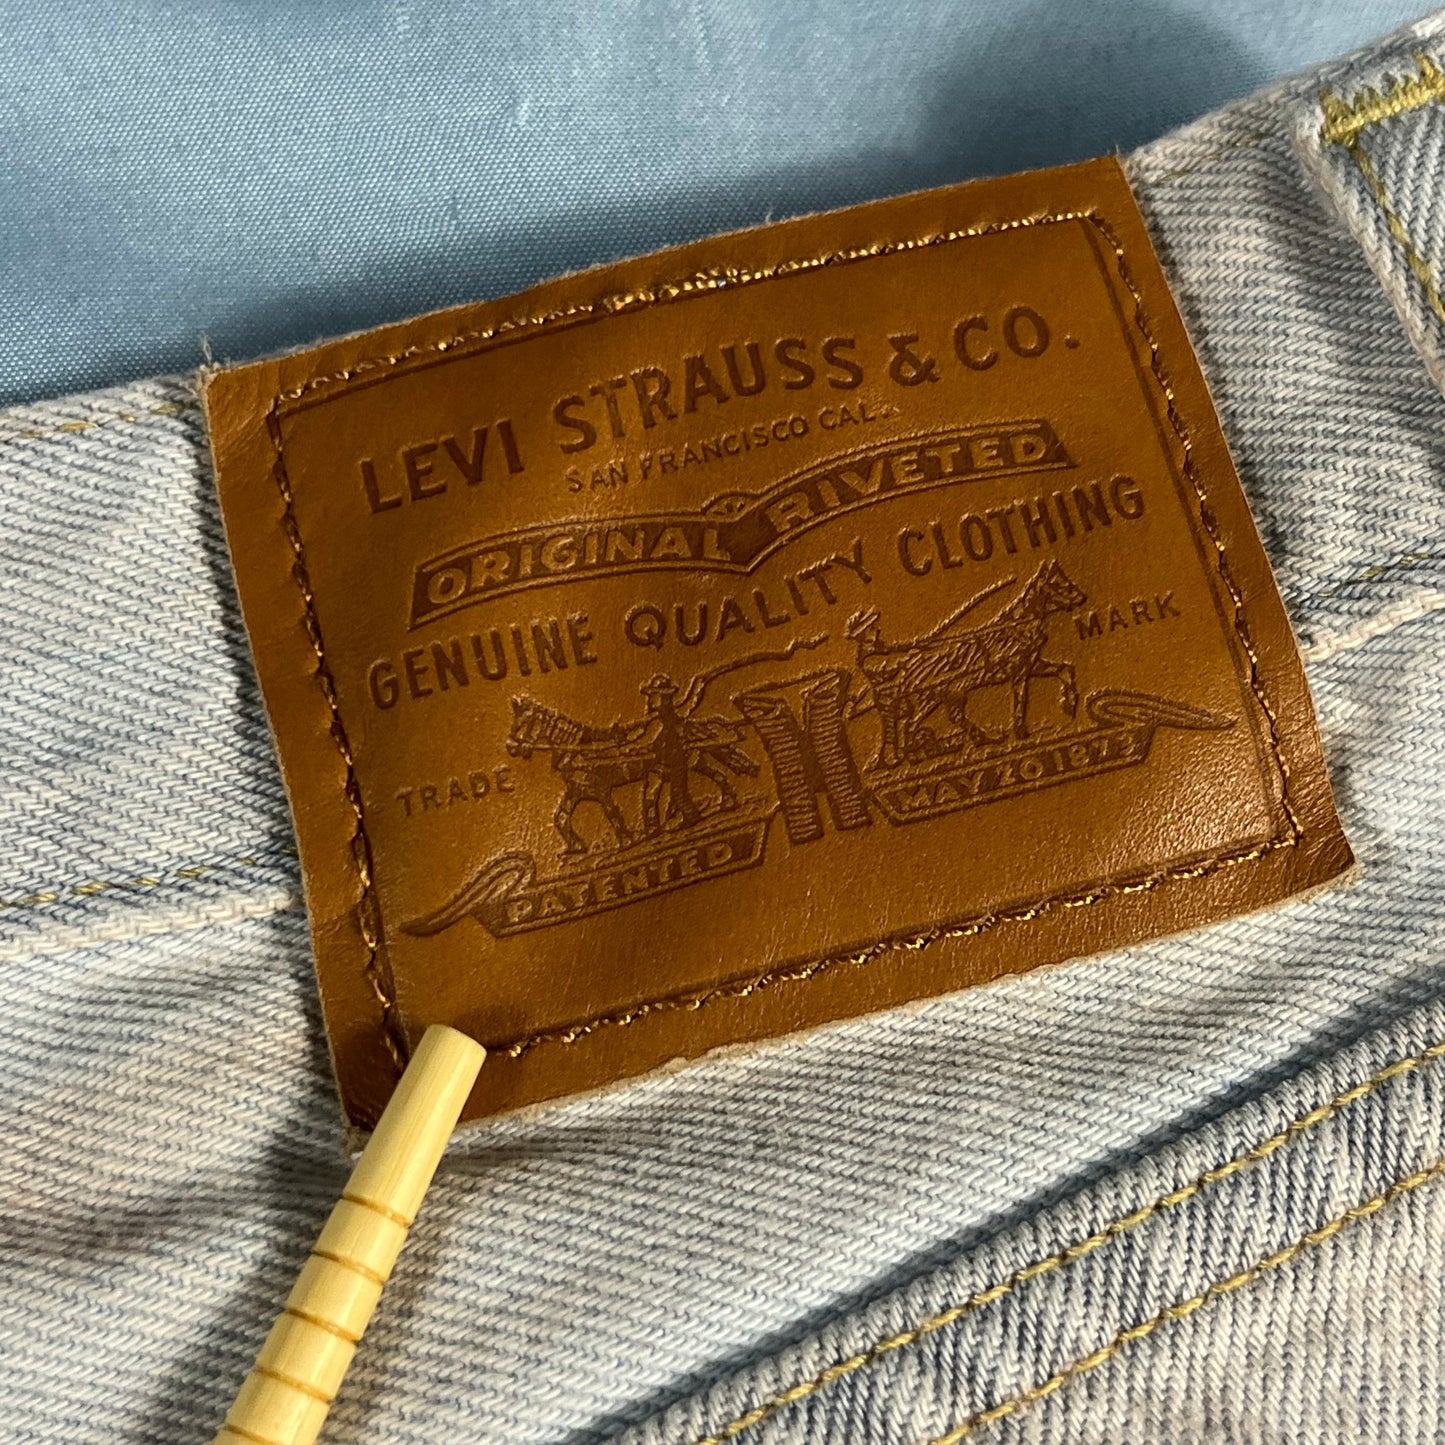 LEVI STRAUSS & CO.
SAN FRANCISCO CAL.
ORIGINAL RIVETED
GENUINE QUALITY CLOTHING
TRADE MARK
PATENTED MAY 20 1873